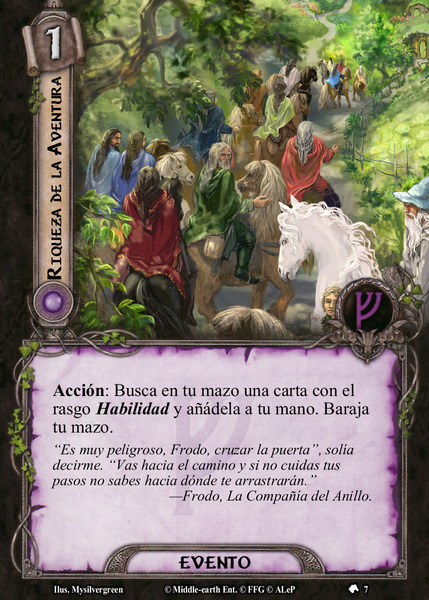 1
Riqueza de la Aventura
Acción: Busca en tu mazo una carta con el
rasgo Habilidad y añádela a tu mano. Baraja
tu mazo.
“Es muy peligroso, Frodo, cruzar la puerta”, solía
decirme. “Vas hacia el camino y si no cuidas tus
pasos no sabes hacia dónde te arrastrarán.”
—Frodo, La Compañía del Anillo.
Evento
Ilus. Mysilvergreen © Middle-earth Ent. © FFG © ALeP 7